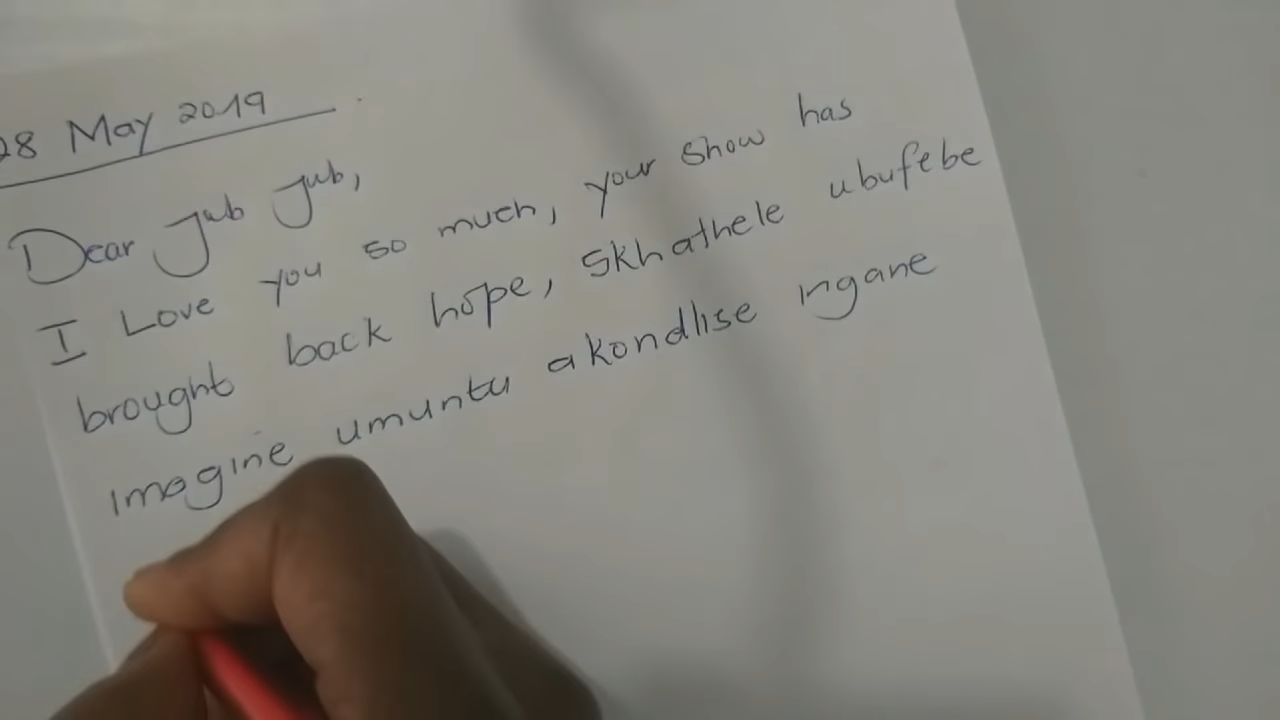 28 May 2019
Dear Jub Jub,
I Love you so much, your show has
brought back hope, Skhathele ubufebe
imagine umuntu akondlise ingane